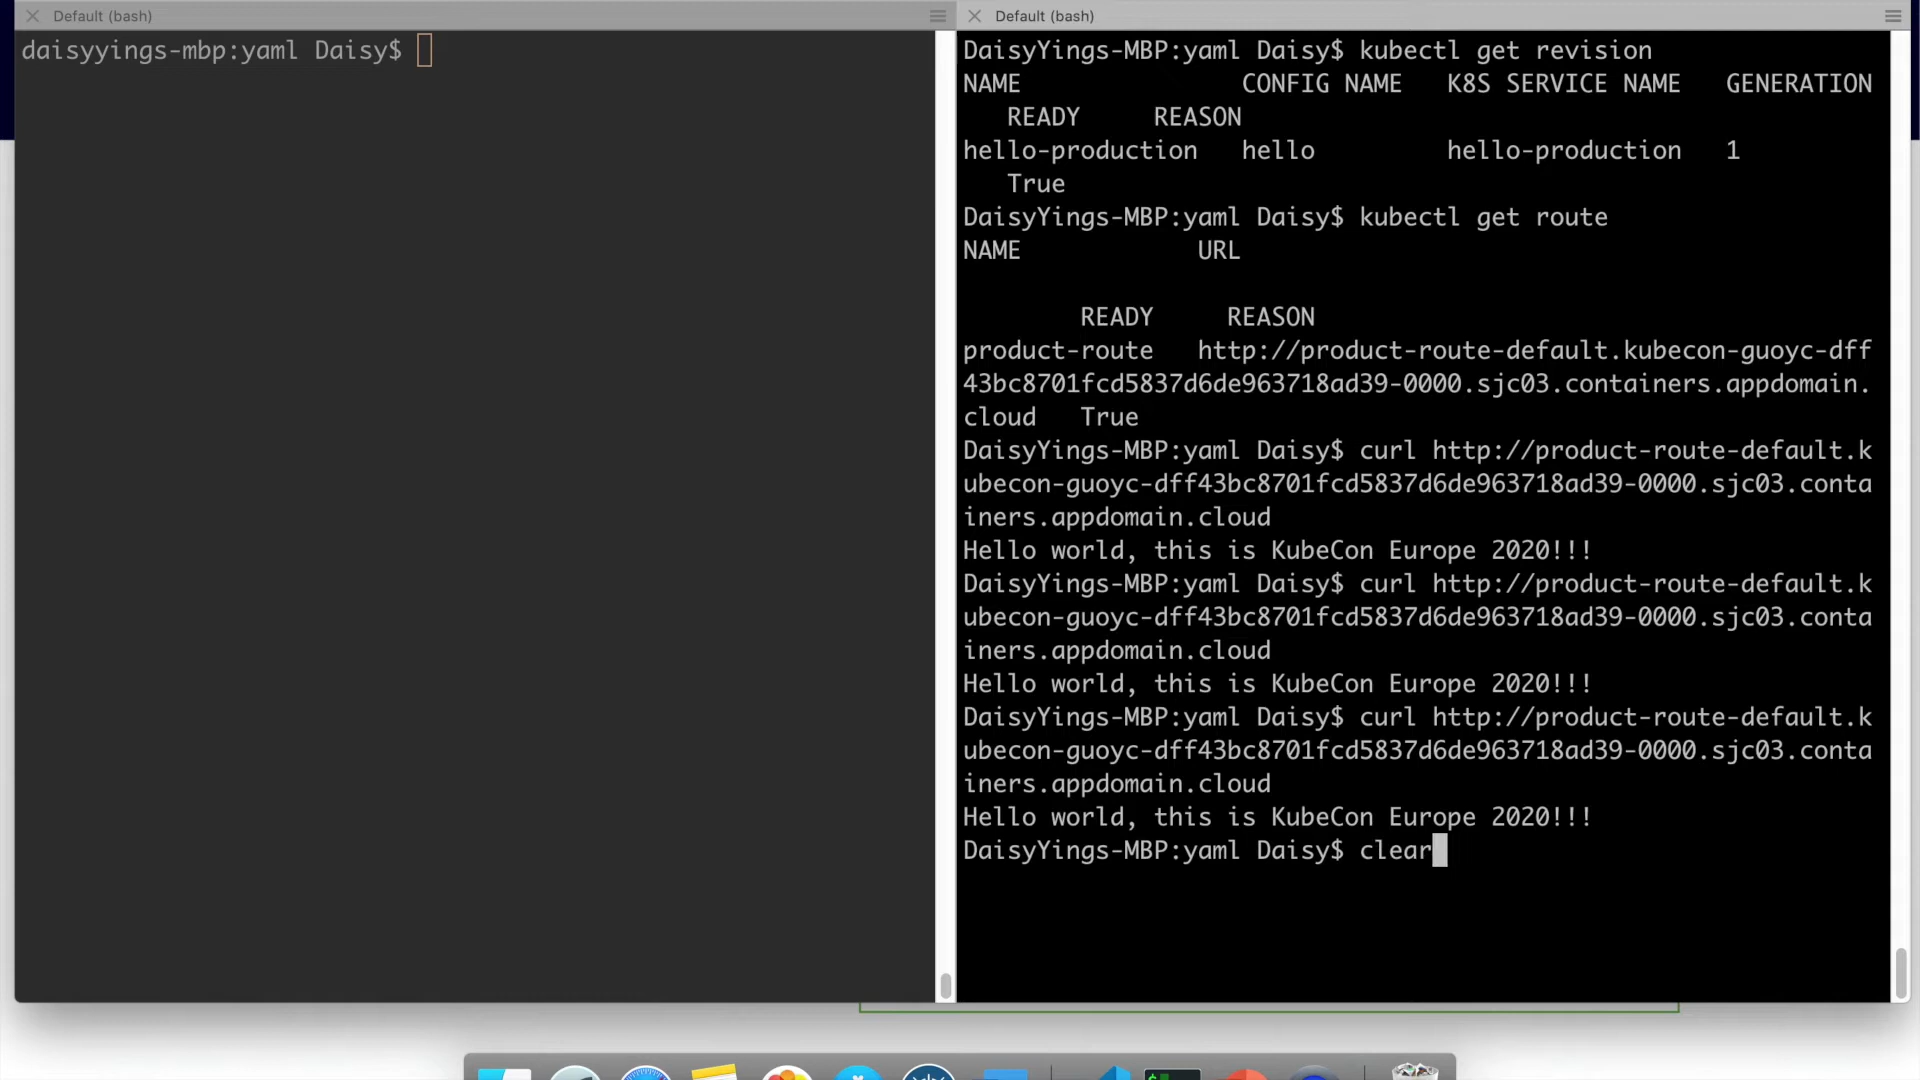 Default (bash)
daisyyings-mbp:yaml Daisy$
Default (bash)
DaisyYings-MBP:yaml Daisy$ kubectl get revision
NAME CONFIG NAME K8S SERVICE NAME GENERATION
READY REASON
hello-production hello hello-production 1
True
DaisyYings-MBP:yaml Daisy$ kubectl get route
NAME URL
READY REASON
product-route http://product-route-default.kubecon-guoyc-dff
43bc8701fcd5837d6de963718ad39-0000.sjc03.containers.appdomain.
cloud True
DaisyYings-MBP:yaml Daisy$ curl http://product-route-default.k
ubecon-guoyc-dff43bc8701fcd5837d6de963718ad39-0000.sjc03.conta
iners.appdomain.cloud
Hello world, this is KubeCon Europe 2020!!!
DaisyYings-MBP:yaml Daisy$ curl http://product-route-default.k
ubecon-guoyc-dff43bc8701fcd5837d6de963718ad39-0000.sjc03.conta
iners.appdomain.cloud
Hello world, this is KubeCon Europe 2020!!!
DaisyYings-MBP:yaml Daisy$ curl http://product-route-default.k
ubecon-guoyc-dff43bc8701fcd5837d6de963718ad39-0000.sjc03.conta
iners.appdomain.cloud
Hello world, this is KubeCon Europe 2020!!!
DaisyYings-MBP:yaml Daisy$ clear